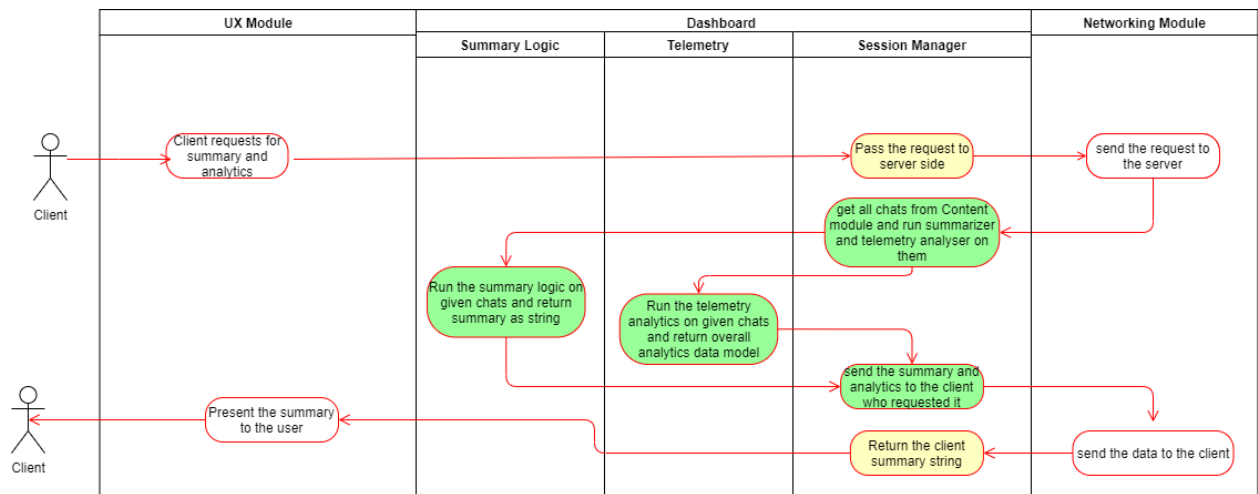 UX Module
Dashboard
Networking Module
Summary Logic
Telemetry
Session Manager
Client requests for
summary and
analytics
Pass the request to
server side
send the request to
the server
Client
get all chats from Content
module and run summarizer
and telemetry analyser on
them
Run the summary logic on
given chats and return
summary as string
Run the telemetry
analytics on given chats
and return overall
analytics data model
send the summary and
analytics to the client
who requested it
Present the summary
to the user
Return the client
summary string
send the data to the client
Client